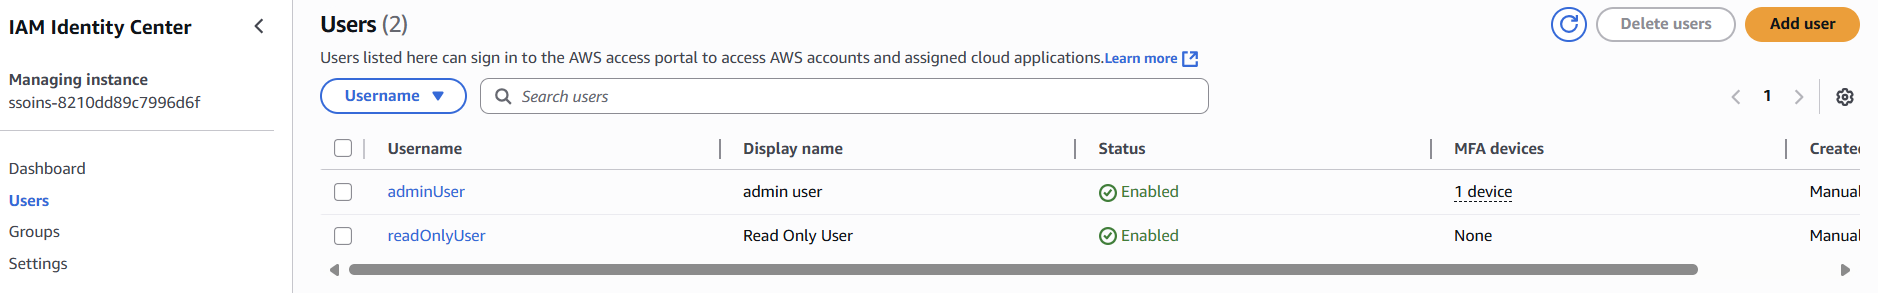 IAM Identity Center
Managing instance
ssoins-8210dd89c7996d6f
Dashboard
Users
Groups
Settings
Users (2)
Delete users
Add user
Users listed here can sign in to the AWS access portal to access AWS accounts and assigned cloud applications. Learn more
Username
Search users
1
Username Display name Status MFA devices Create
adminUser admin user Enabled 1 device Manual
readOnlyUser Read Only User Enabled None Manual